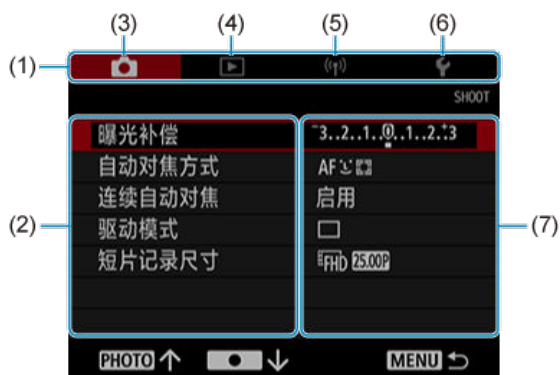 (3) (4) (5) (6)
(1)
SHOOT
曝光补偿 ⁻3..2..1..0..1..2.⁺3
自动对焦方式 AF
连续自动对焦 启用
(2) 驱动模式 (7)
短片记录尺寸 FHD 25.00P
PHOTO MENU